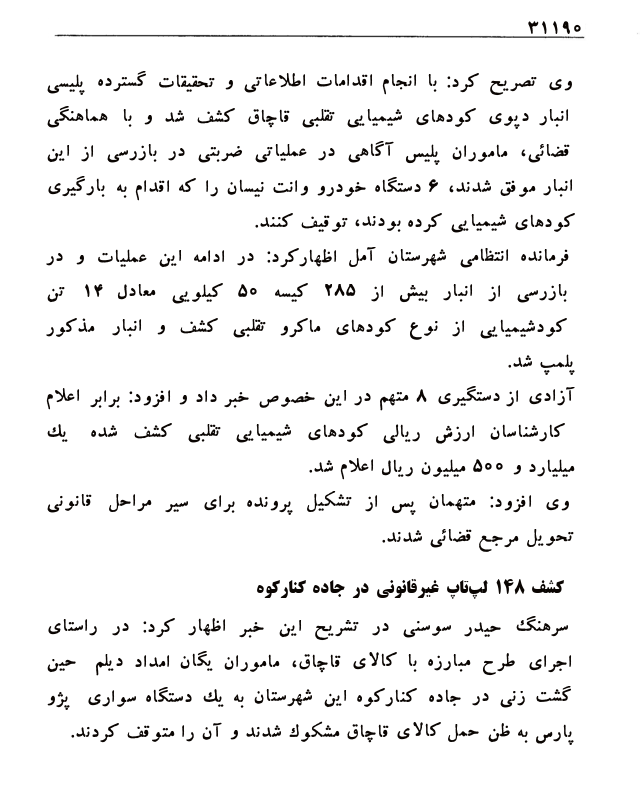 ۳۱۱۹۰
وی تصریح کرد: با انجام اقدامات اطلاعاتی و تحقیقات گسترده پلیسی
انبار دپوی کودهای شیمیایی تقلبی قاچاق کشف شد و با هماهنگی
قضائی، ماموران پلیس آگاهی در عملیاتی ضربتی در بازرسی از این
انبار موفق شدند، ۶ دستگاه خودرو وانت نیسان را که اقدام به بارگیری
کودهای شیمیایی کرده بودند، توقیف کنند.
فرمانده انتظامی شهرستان آمل اظهارکرد: در ادامه این عملیات و در
بازرسی از انبار بیش از ۲۸۵ کیسه ۵۰ کیلویی معادل ۱۴ تن
کودشیمیایی از نوع کودهای ماکرو تقلبی کشف و انبار مذکور
پلمپ شد.
آزادی از دستگیری ۸ متهم در این خصوص خبر داد و افزود: برابر اعلام
کارشناسان ارزش ریالی کودهای شیمیایی تقلبی کشف شده یك
میلیارد و ۵۰۰ میلیون ریال اعلام شد.
وی افزود: متهمان پس از تشکیل پرونده برای سیر مراحل قانونی
تحویل مرجع قضائی شدند.
کشف ۱۴۸ لپ‌تاپ غیرقانونی در جاده کنارکوه
سرهنگ حیدر سوسنی در تشریح این خبر اظهار کرد: در راستای
اجرای طرح مبارزه با کالای قاچاق، ماموران یگان امداد دیلم حین
گشت زنی در جاده کنارکوه این شهرستان به یك دستگاه سواری پژو
پارس به ظن حمل کالای قاچاق مشکوك شدند و آن را متوقف کردند.